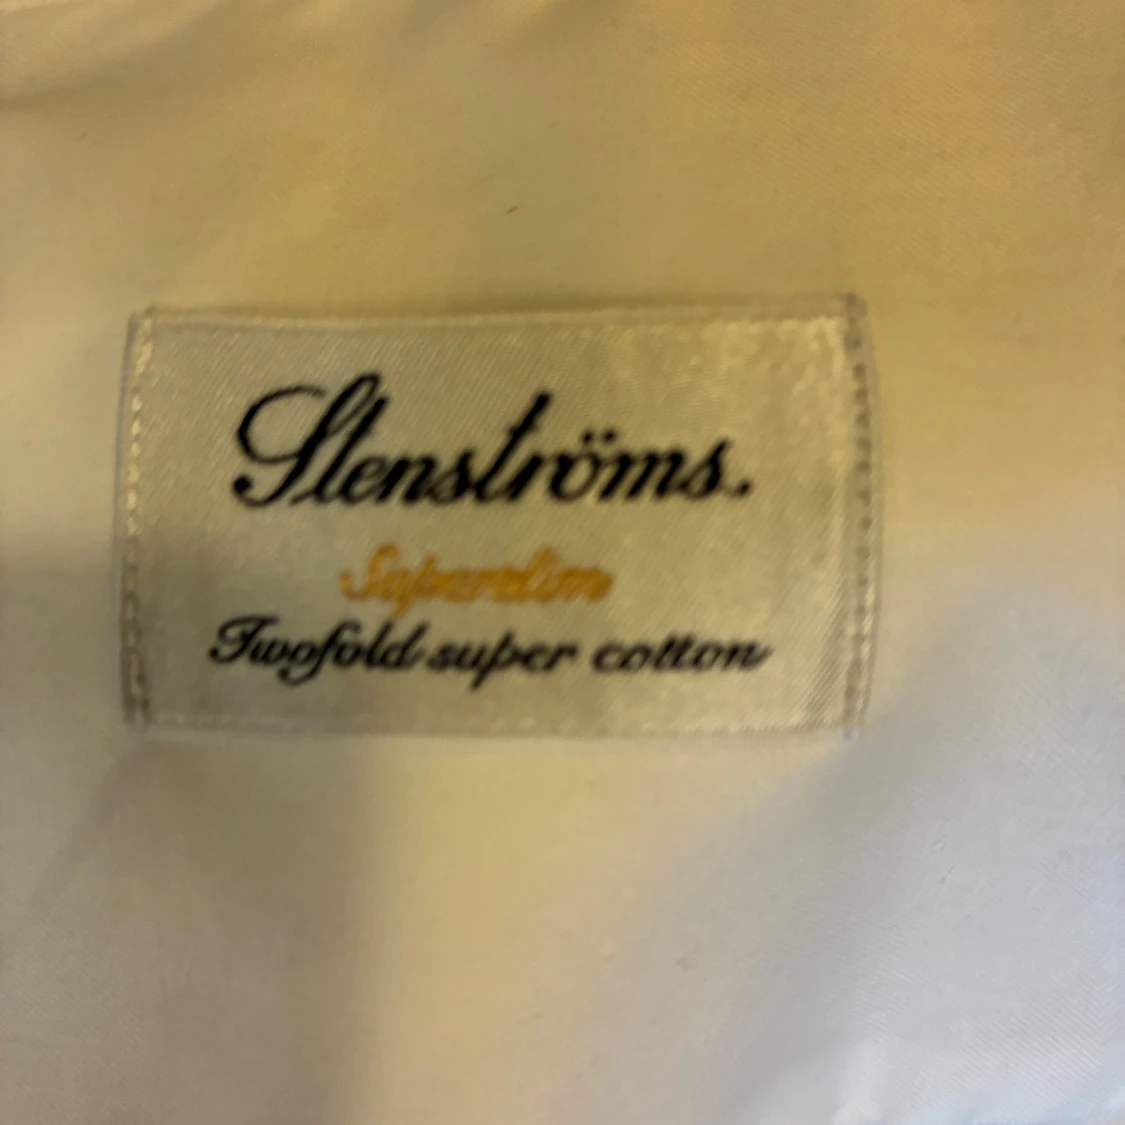 Stenströms.
Superslim
Twofold super cotton